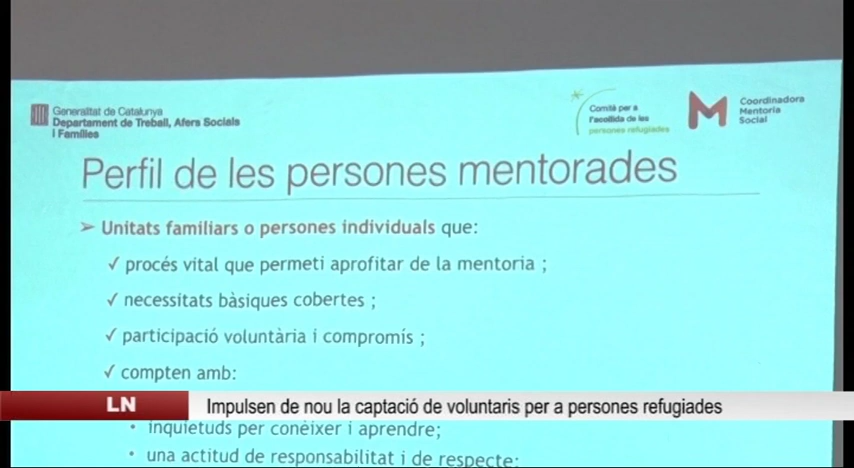 Generalitat de Catalunya
Departament de Treball, Afers Socials
i Famílies
Comitè per a
l'acollida de les
persones refugiades
Coordinadora
Mentoria
Social
Perfil de les persones mentorades
➢ Unitats familiars o persones individuals que:
✓ procés vital que permeti aprofitar de la mentoria ;
✓ necessitats bàsiques cobertes ;
✓ participació voluntària i compromís ;
✓ compten amb:
LN
Impulsen de nou la captació de voluntaris per a persones refugiades
• inquietuds per conèixer i aprendre;
• una actitud de responsabilitat i de respecte;